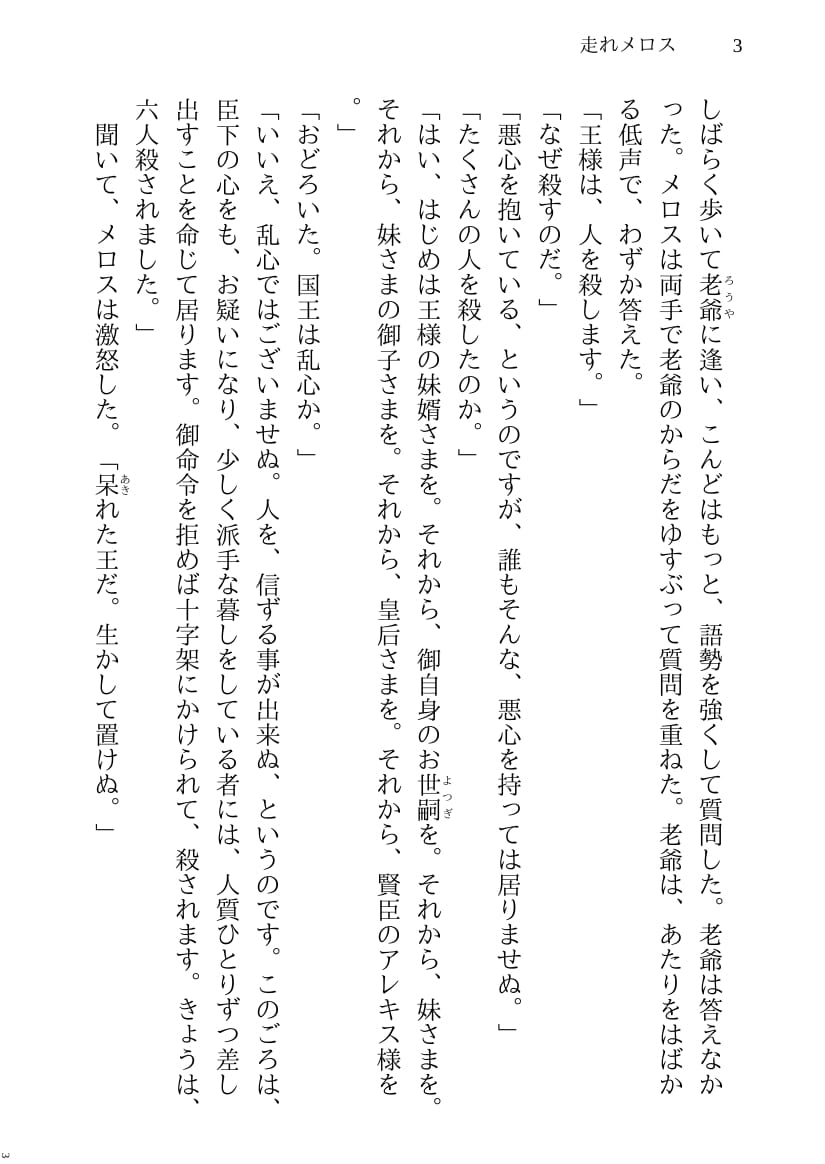 走れメロス 3
しばらく歩いて老爺に逢い、こんどはもっと、語勢を強くして質問した。老爺は答えなか
った。メロスは両手で老爺のからだをゆすぶって質問を重ねた。老爺は、あたりをはばか
る低声で、わずか答えた。
「王様は、人を殺します。」
「なぜ殺すのだ。」
「悪心を抱いている、というのですが、誰もそんな、悪心を持っては居りませぬ。」
「たくさんの人を殺したのか。」
「はい、はじめは王様の妹婿さまを。それから、御自身のお世嗣を。それから、妹さまを。
それから、妹さまの御子さまを。それから、皇后さまを。それから、賢臣のアレキス様を
。」
「おどろいた。国王は乱心か。」
「いいえ、乱心ではございませぬ。人を、信ずる事が出来ぬ、というのです。このごろは、
臣下の心をも、お疑いになり、少しく派手な暮しをしている者には、人質ひとりずつ差し
出すことを命じて居ります。御命令を拒めば十字架にかけられて、殺されます。きょうは、
六人殺されました。」
聞いて、メロスは激怒した。「呆れた王だ。生かして置けぬ。」
ろうや
よつぎ
あき
3